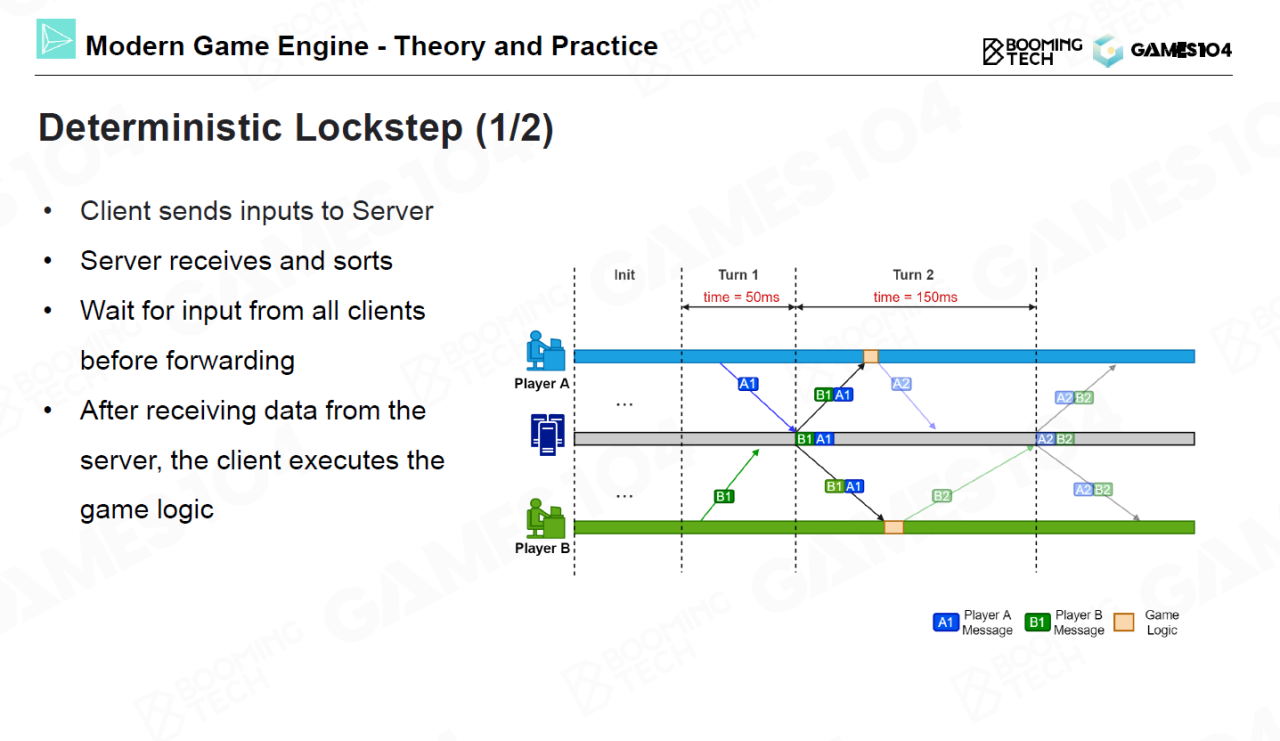 Modern Game Engine - Theory and Practice
BOOMING
TECH
GAMES104
Deterministic Lockstep (1/2)
• Client sends inputs to Server
• Server receives and sorts
• Wait for input from all clients
before forwarding
• After receiving data from the
server, the client executes the
game logic
Init
Turn 1
Turn 2
time = 50ms
time = 150ms
Player A
A1
B1 A1
A2
A2 B2
...
B1 A1
A2 B2
...
B1
B1 A1
B2
A2 B2
Player B
A1
Player A
Message
B1
Player B
Message
Game
Logic